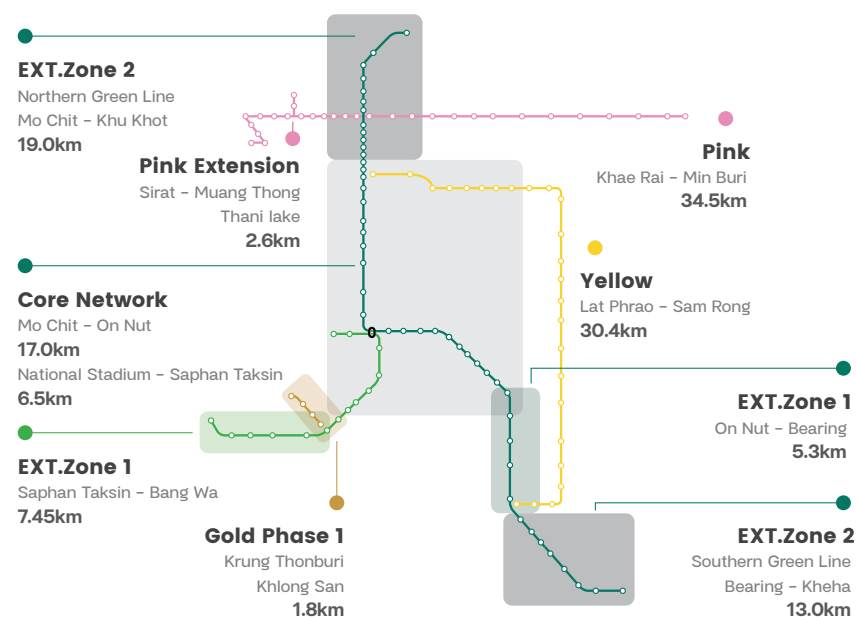 EXT.Zone 2
Northern Green Line
Mo Chit – Khu Khot
19.0km
Pink Extension
Sirat – Muang Thong
Thani lake
2.6km
Pink
Khae Rai – Min Buri
34.5km
Yellow
Lat Phrao – Sam Rong
30.4km
Core Network
Mo Chit – On Nut
17.0km
National Stadium – Saphan Taksin
6.5km
EXT.Zone 1
On Nut – Bearing
5.3km
EXT.Zone 1
Saphan Taksin – Bang Wa
7.45km
Gold Phase 1
Krung Thonburi
Khlong San
1.8km
EXT.Zone 2
Southern Green Line
Bearing – Kheha
13.0km